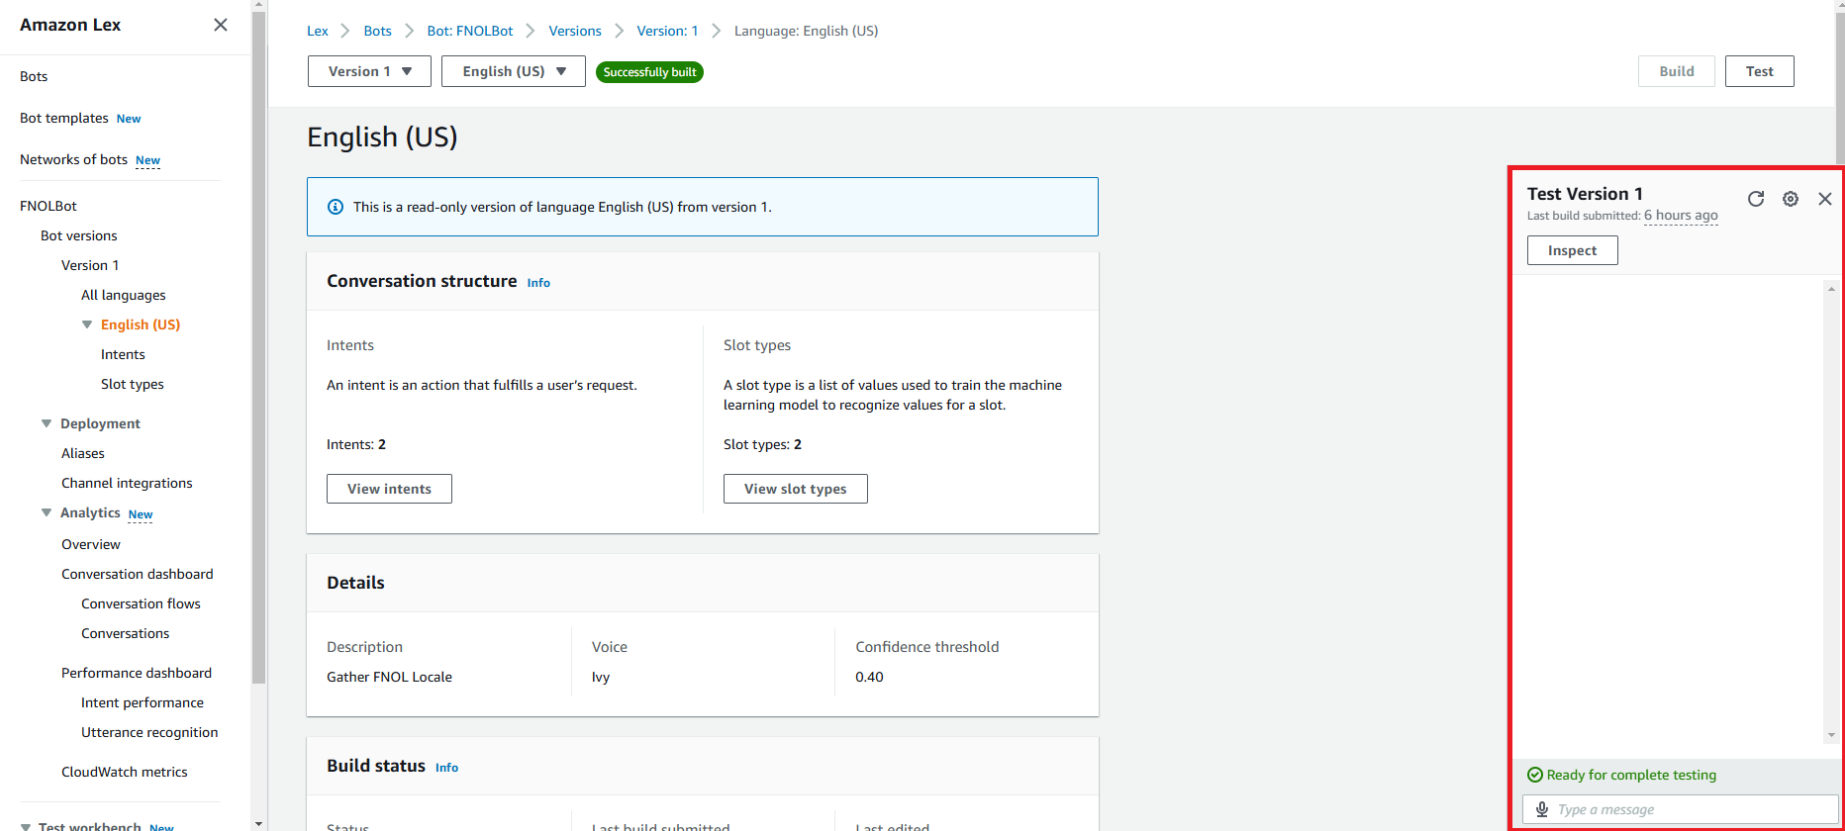 Amazon Lex
Bots
Bot templates New
Networks of bots New
FNOLBot
Bot versions
Version 1
All languages
English (US)
Intents
Slot types
Deployment
Aliases
Channel integrations
Analytics New
Overview
Conversation dashboard
Conversation flows
Conversations
Performance dashboard
Intent performance
Utterance recognition
CloudWatch metrics
Test workbench New
Lex Bots Bot: FNOLBot Versions Version: 1 Language: English (US)
Version 1 English (US) Successfully built Build Test
English (US)
This is a read-only version of language English (US) from version 1.
Conversation structure Info
Intents
An intent is an action that fulfills a user's request.
Intents: 2
View intents
Slot types
A slot type is a list of values used to train the machine
learning model to recognize values for a slot.
Slot types: 2
View slot types
Details
Description
Gather FNOL Locale
Voice
Ivy
Confidence threshold
0.40
Build status Info
Status Last build submitted Last edited
Test Version 1
Last build submitted: 6 hours ago
Inspect
Ready for complete testing
Type a message